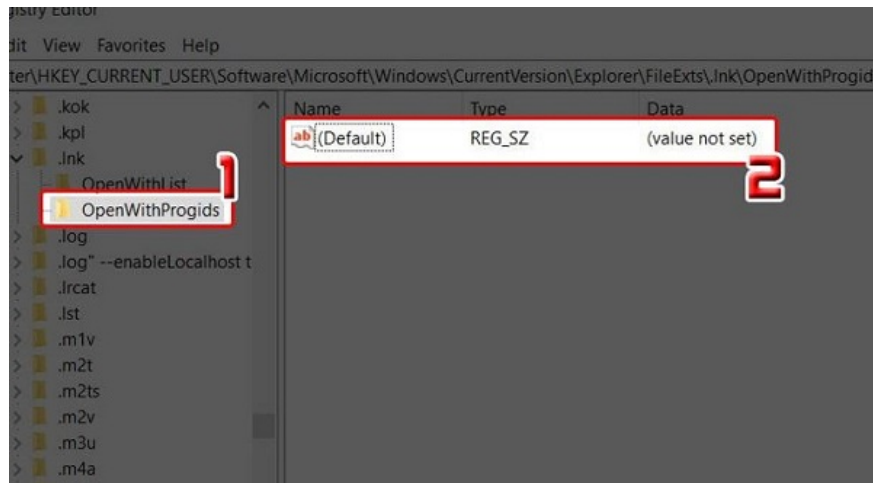 gistry Editor
dit View Favorites Help
ter\HKEY_CURRENT_USER\Software\Microsoft\Windows\CurrentVersion\Explorer\FileExts\.lnk\OpenWithProgid
.kok
.kpl
.lnk
OpenWithList
1
OpenWithProgids
.log
.log" --enableLocalhost t
.lrcat
.lst
.m1v
.m2t
.m2ts
.m2v
.m3u
.m4a
Name Type Data
ab (Default) REG_SZ (value not set)
2